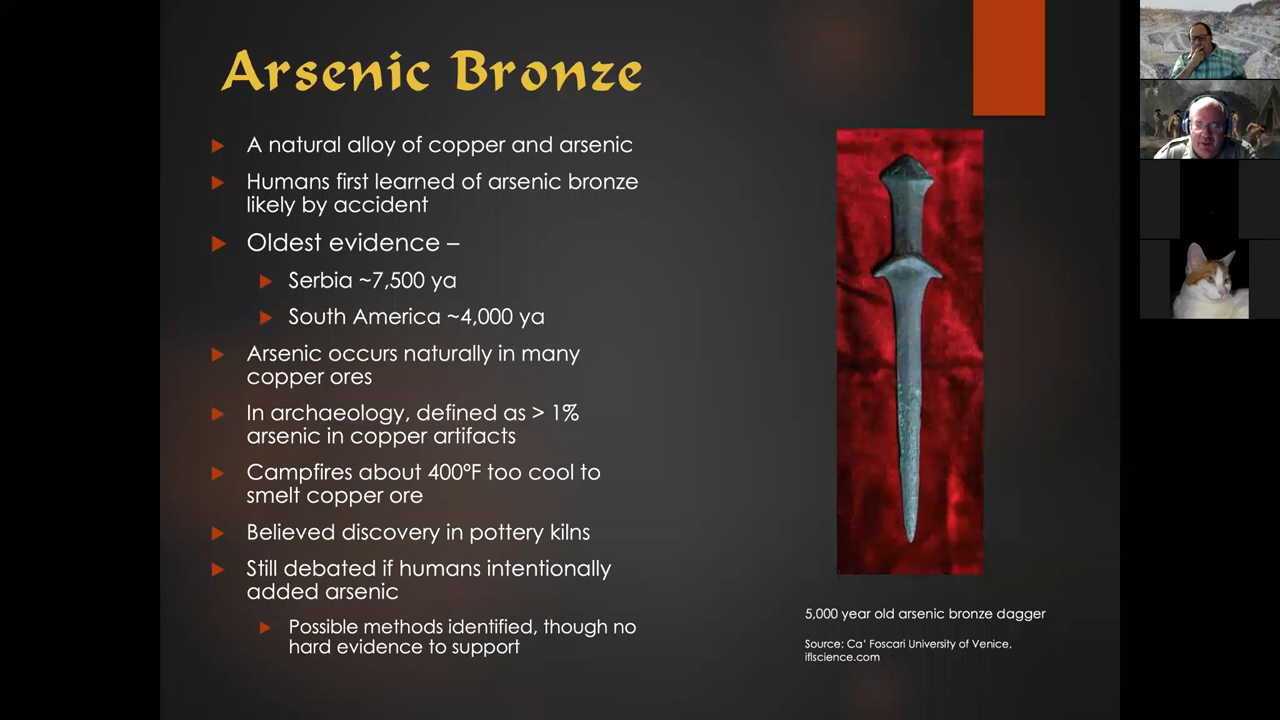 Arsenic Bronze
A natural alloy of copper and arsenic
Humans first learned of arsenic bronze
likely by accident
Oldest evidence –
Serbia ~7,500 ya
South America ~4,000 ya
Arsenic occurs naturally in many
copper ores
In archaeology, defined as > 1%
arsenic in copper artifacts
Campfires about 400°F too cool to
smelt copper ore
Believed discovery in pottery kilns
Still debated if humans intentionally
added arsenic
Possible methods identified, though no
hard evidence to support
5,000 year old arsenic bronze dagger
Source: Ca' Foscari University of Venice,
iflscience.com